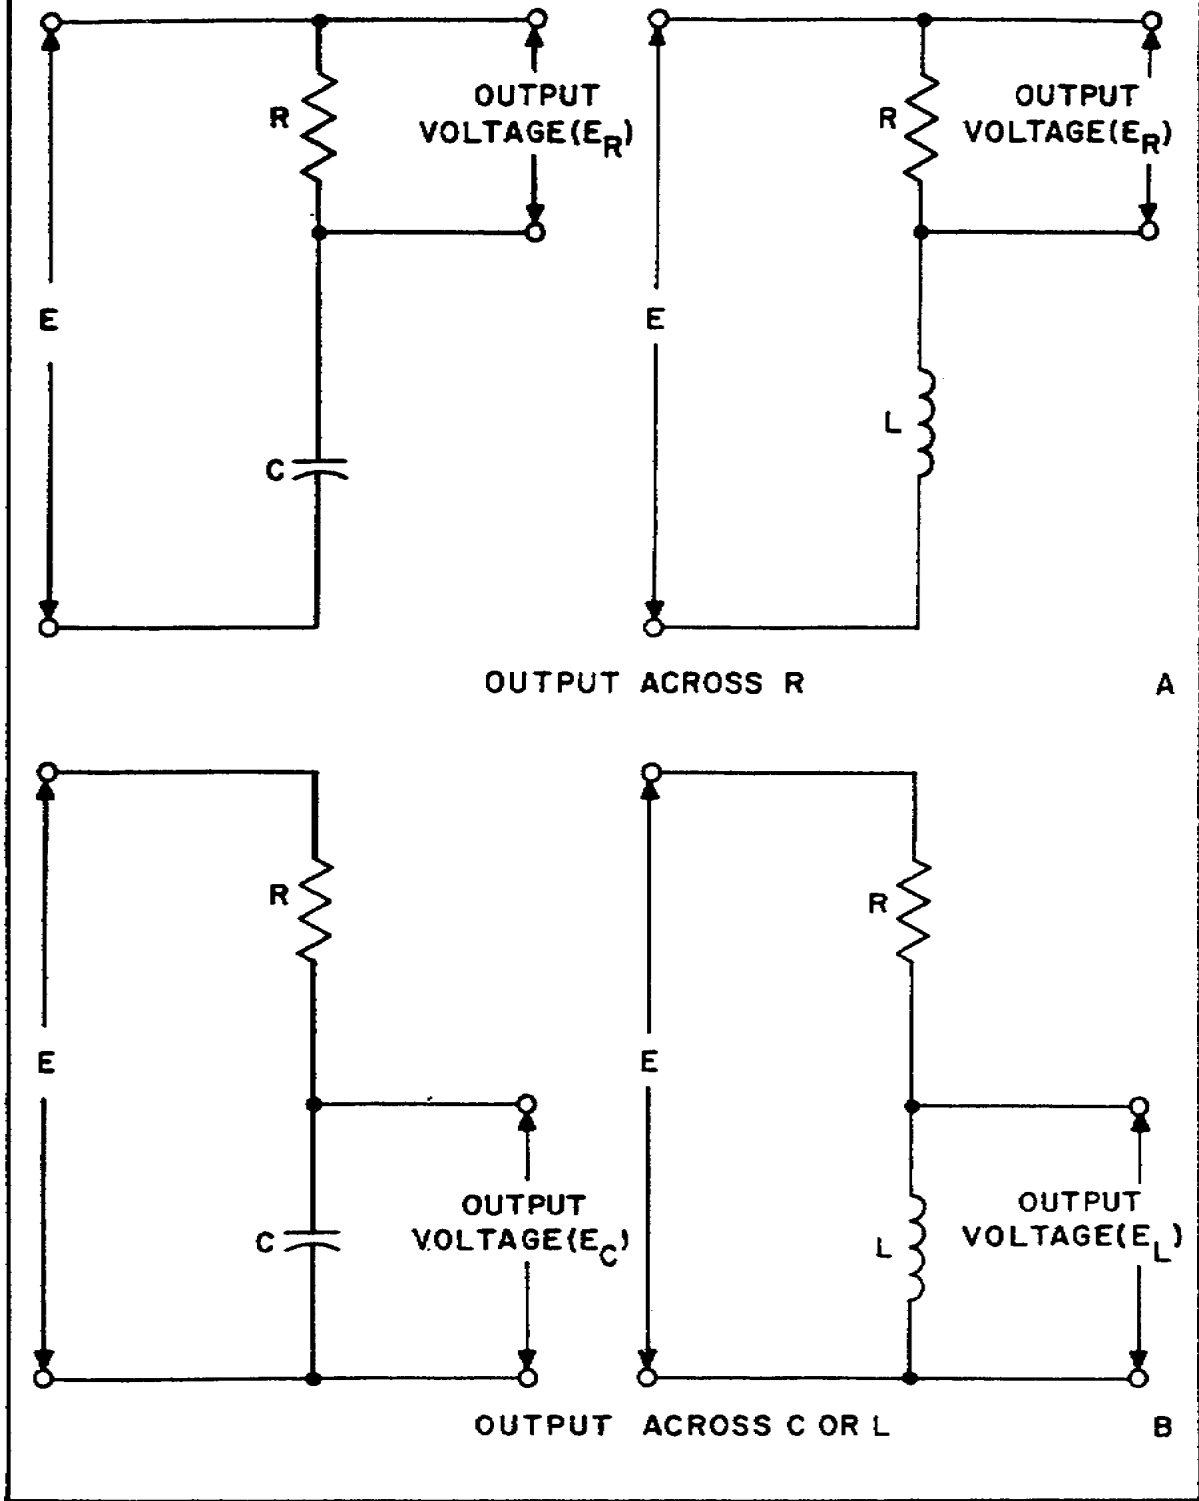 R
OUTPUT
VOLTAGE(E_R)
E
C
R
OUTPUT
VOLTAGE(E_R)
E
L
OUTPUT ACROSS R
A
R
E
OUTPUT
VOLTAGE(E_C)
C
R
E
OUTPUT
VOLTAGE(E_L)
L
OUTPUT ACROSS C OR L
B